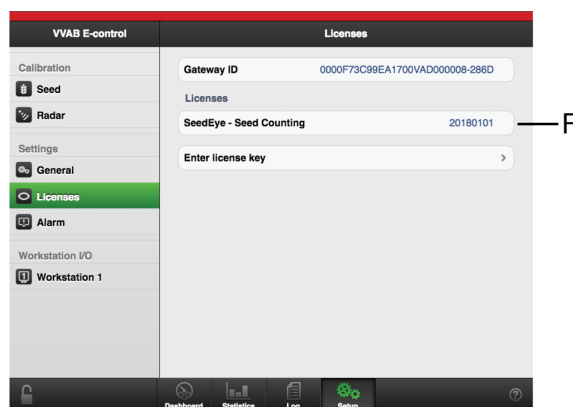 VVAB E-control
Licenses
Calibration
Seed
Radar
Settings
General
Licenses
Alarm
Workstation I/O
Workstation 1
Gateway ID 0000F73C99EA1700VAD000008-286D
Licenses
SeedEye - Seed Counting 20180101
Enter license key
F
Dashboard Statistics Log Setup